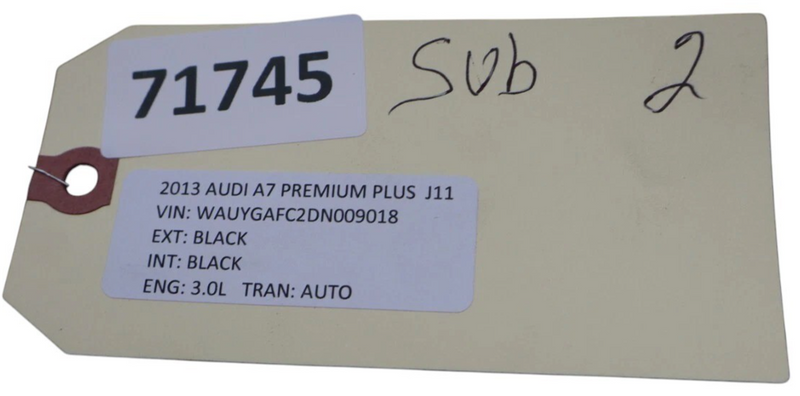 71745
Sub 2
2013 AUDI A7 PREMIUM PLUS J11
VIN: WAUYGAFC2DN009018
EXT: BLACK
INT: BLACK
ENG: 3.0L TRAN: AUTO